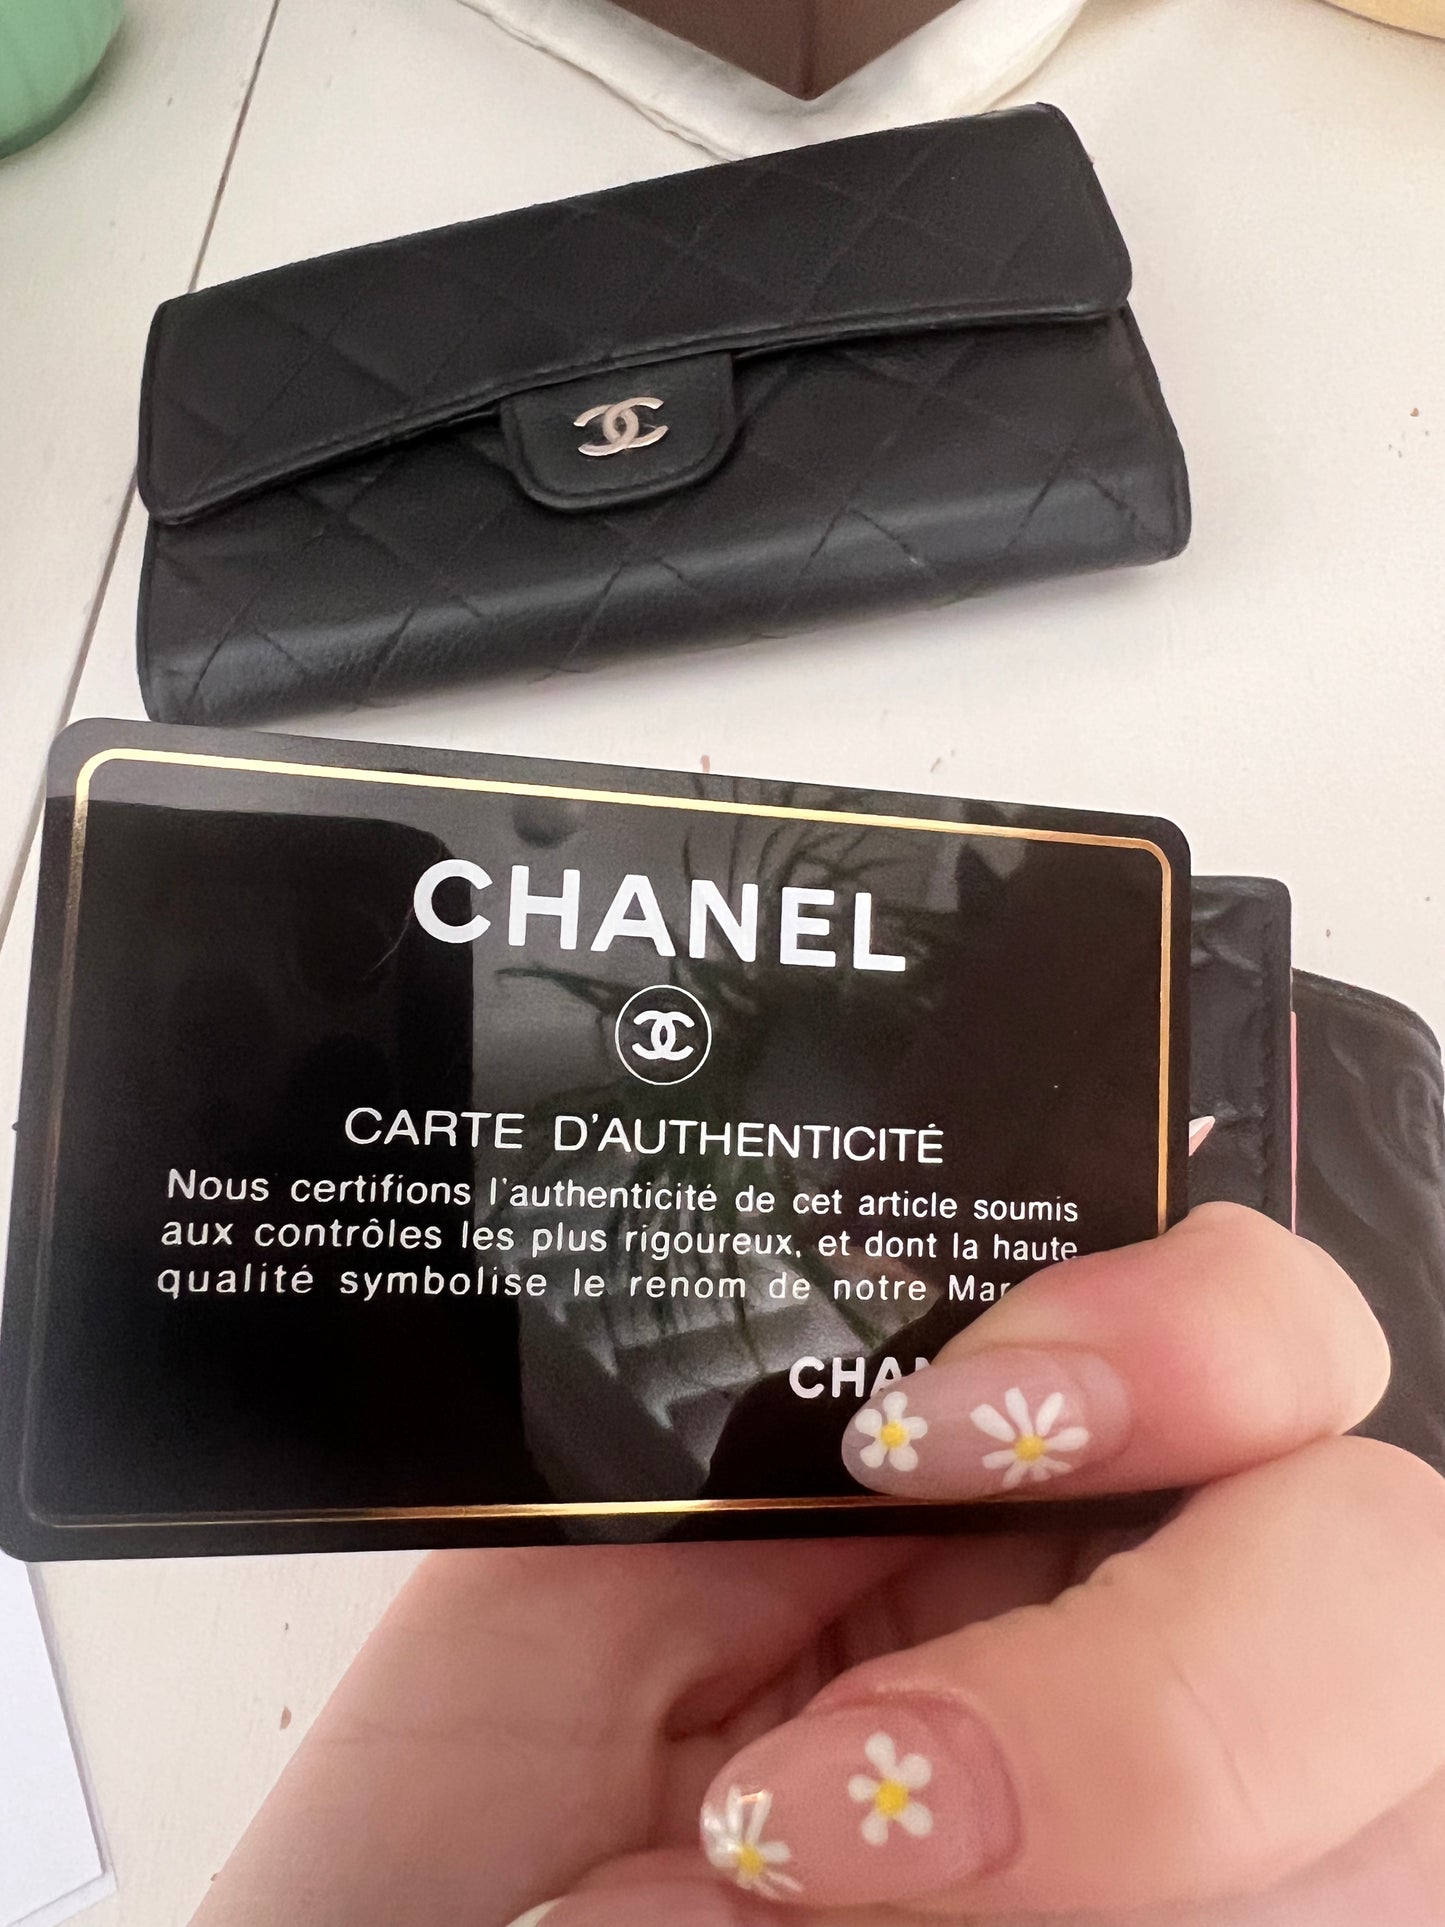 CHANEL
CARTE D'AUTHENTICITÉ
Nous certifions l'authenticité de cet article soumis
aux contrôles les plus rigoureux, et dont la haute
qualité symbolise le renom de notre